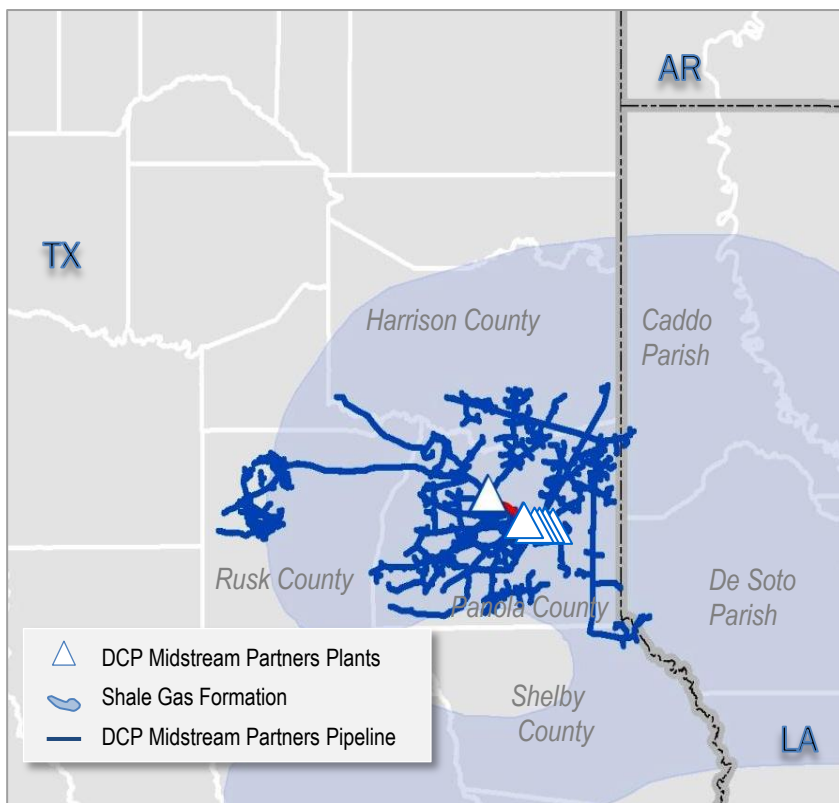 AR
TX
Harrison County
Caddo
Parish
Rusk County
De Soto
Parish
Panola County
DCP Midstream Partners Plants
Shale Gas Formation
DCP Midstream Partners Pipeline
Shelby
County
LA